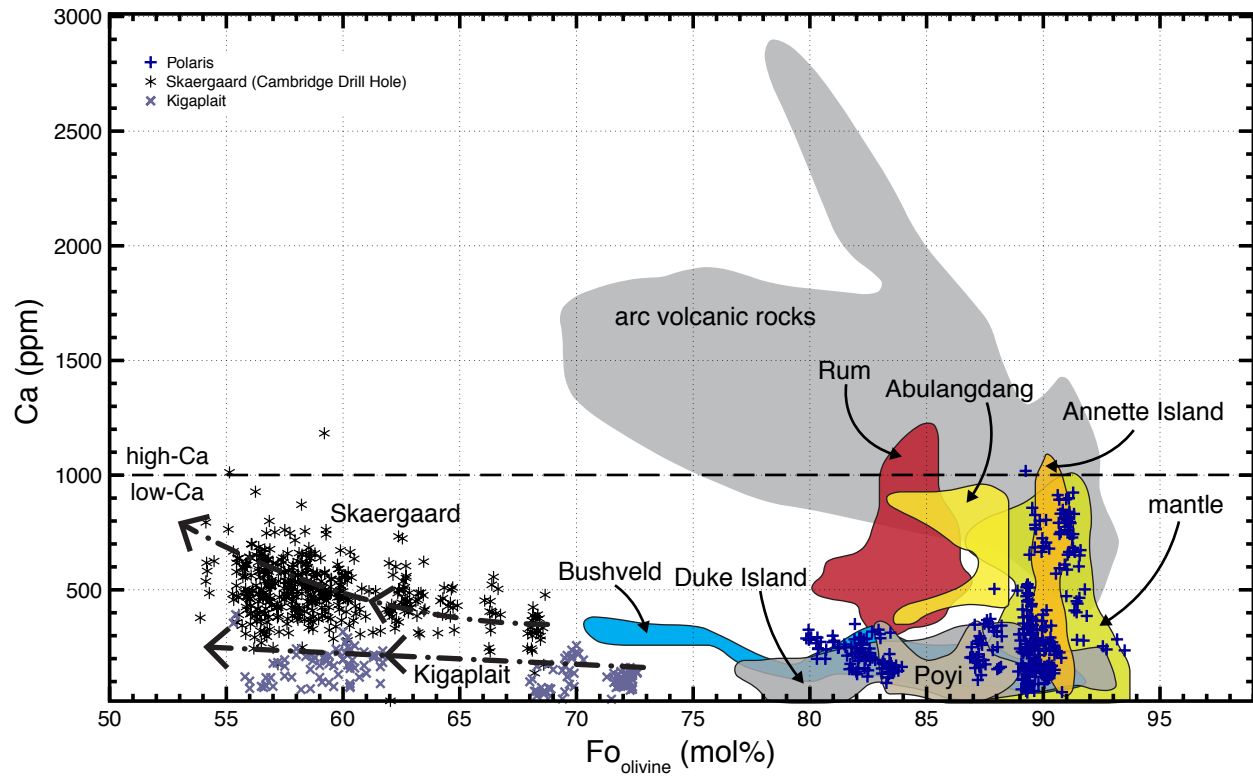 3000
2500
2000
1500
1000
500
Ca (ppm)
Polaris
Skaergaard (Cambridge Drill Hole)
Kigaplait
arc volcanic rocks
Rum
Abulangdang
Annette Island
high-Ca
low-Ca
Skaergaard
mantle
Bushveld
Duke Island
Kigaplait
Poyi
50 55 60 65 70 75 80 85 90 95
Fo olivine (mol%)